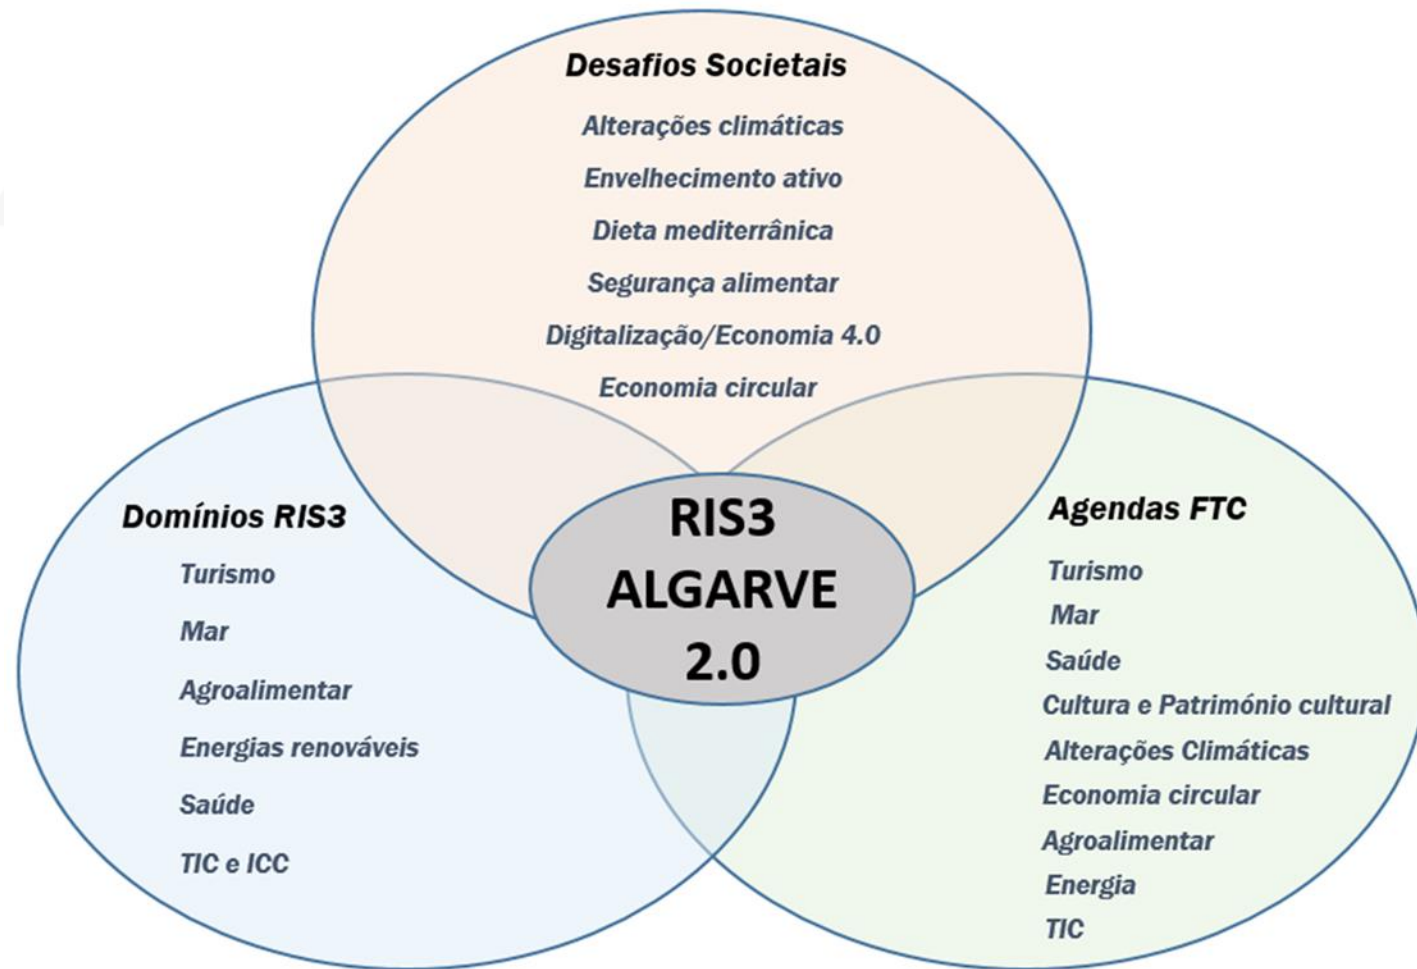 Desafios Societais
Alterações climáticas
Envelhecimento ativo
Dieta mediterrânica
Segurança alimentar
Digitalização/Economia 4.0
Economia circular
Domínios RIS3
Turismo
Mar
Agroalimentar
Energias renováveis
Saúde
TIC e ICC
RIS3
ALGARVE
2.0
Agendas FTC
Turismo
Mar
Saúde
Cultura e Património cultural
Alterações Climáticas
Economia circular
Agroalimentar
Energia
TIC